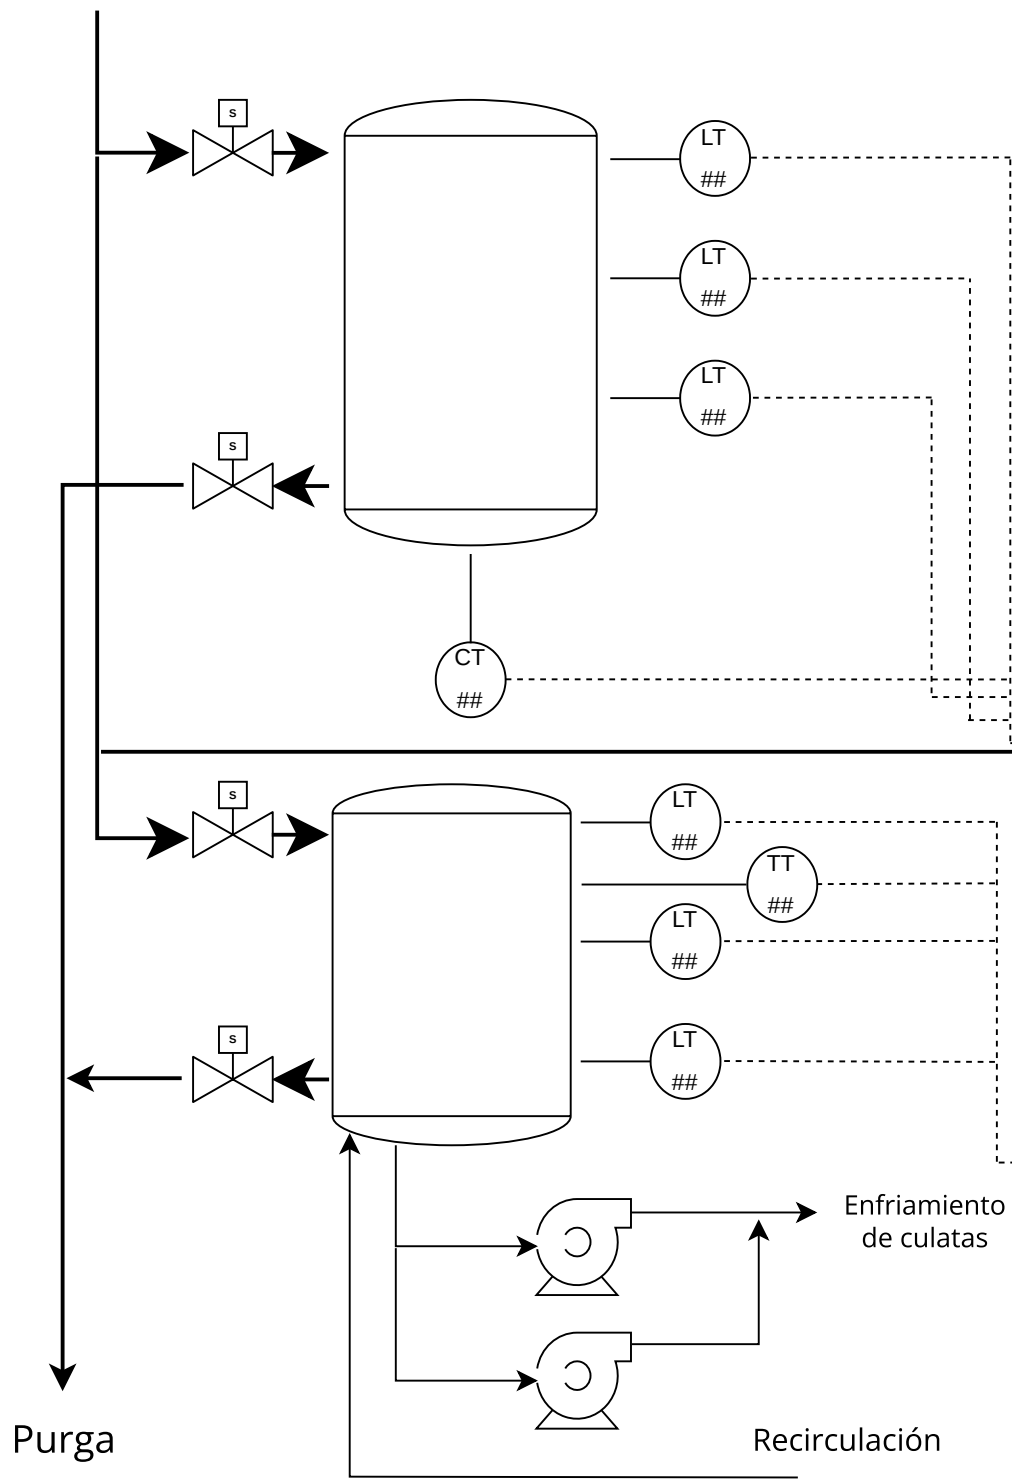 S
LT
##
LT
##
LT
##
S
CT
##
S
LT
##
TT
##
LT
##
S
LT
##
Enfriamiento
de culatas
Purga
Recirculación